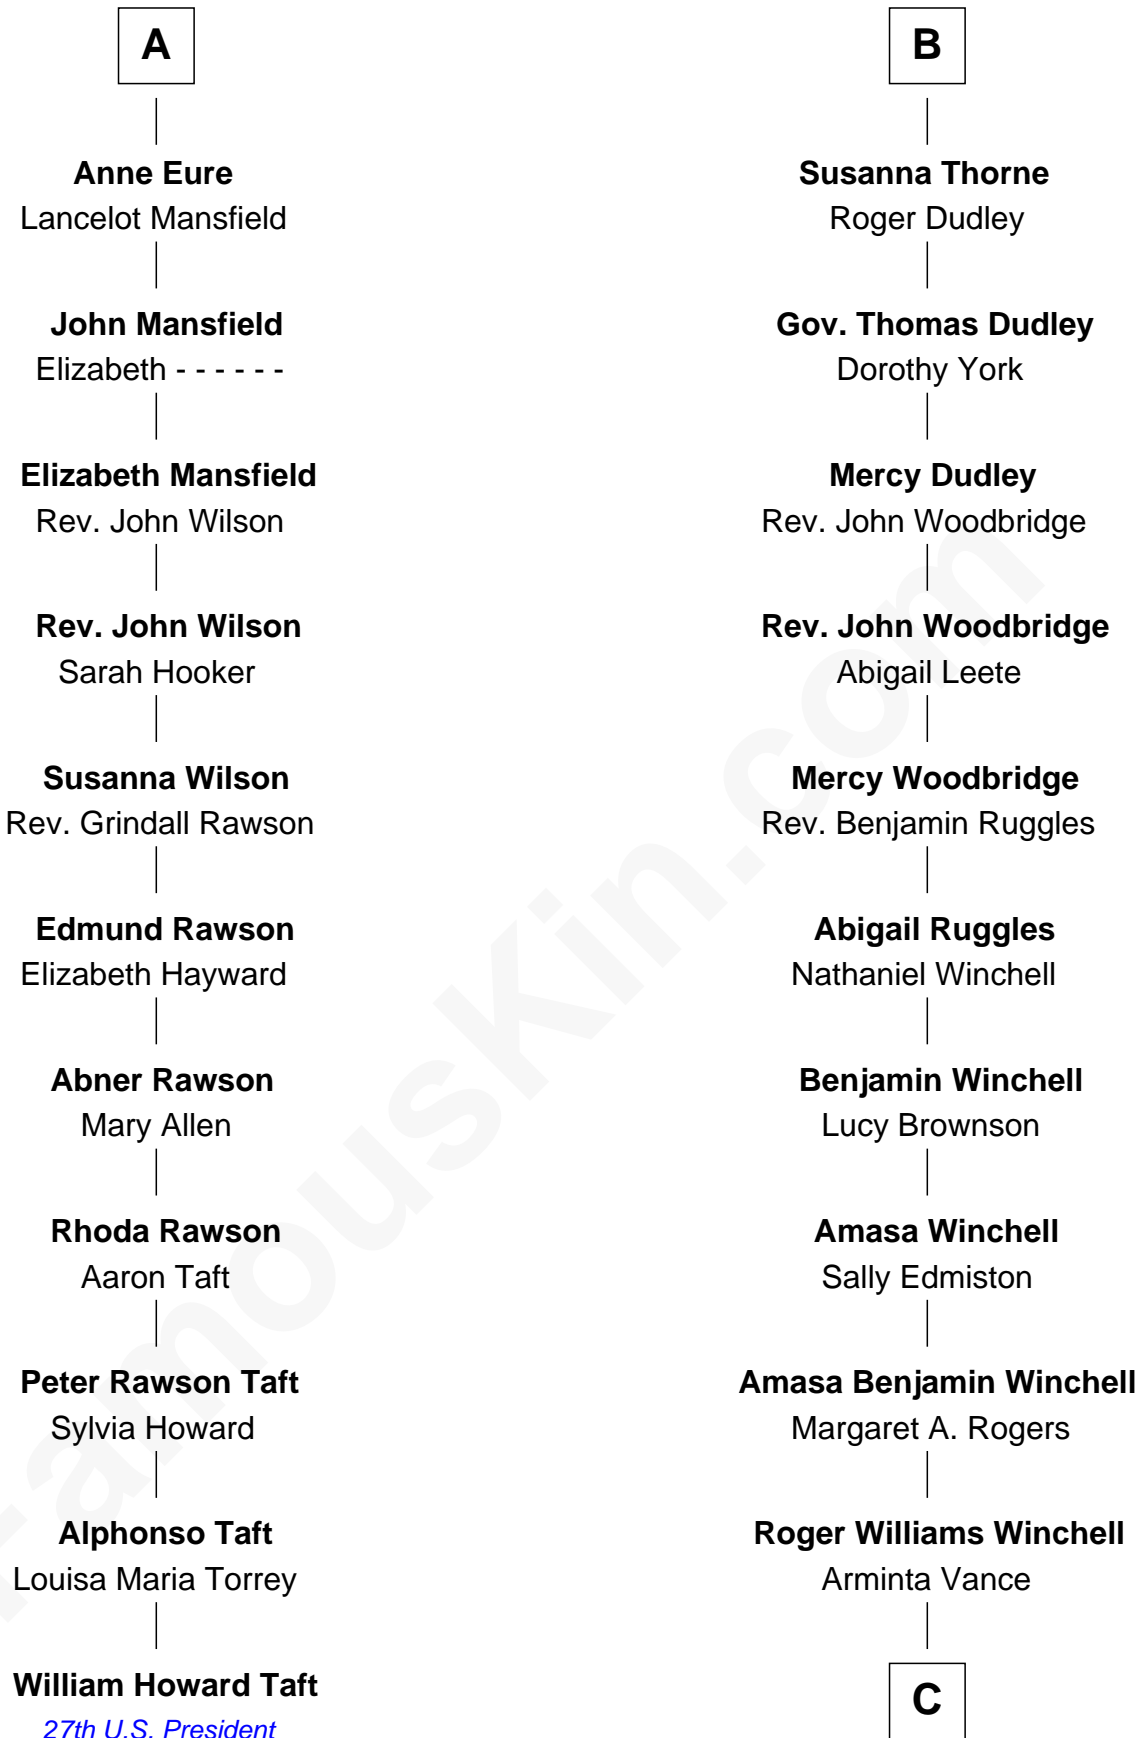 A
Anne Eure
Lancelot Mansfield
John Mansfield
Elizabeth - - - - - -
Elizabeth Mansfield
Rev. John Wilson
Rev. John Wilson
Sarah Hooker
Susanna Wilson
Rev. Grindall Rawson
Edmund Rawson
Elizabeth Hayward
Abner Rawson
Mary Allen
Rhoda Rawson
Aaron Taft
Peter Rawson Taft
Sylvia Howard
Alphonso Taft
Louisa Maria Torrey
William Howard Taft
27th U.S. President
B
Susanna Thorne
Roger Dudley
Gov. Thomas Dudley
Dorothy York
Mercy Dudley
Rev. John Woodbridge
Rev. John Woodbridge
Abigail Leete
Mercy Woodbridge
Rev. Benjamin Ruggles
Abigail Ruggles
Nathaniel Winchell
Benjamin Winchell
Lucy Brownson
Amasa Winchell
Sally Edmiston
Amasa Benjamin Winchell
Margaret A. Rogers
Roger Williams Winchell
Arminta Vance
C
FamousKin.com